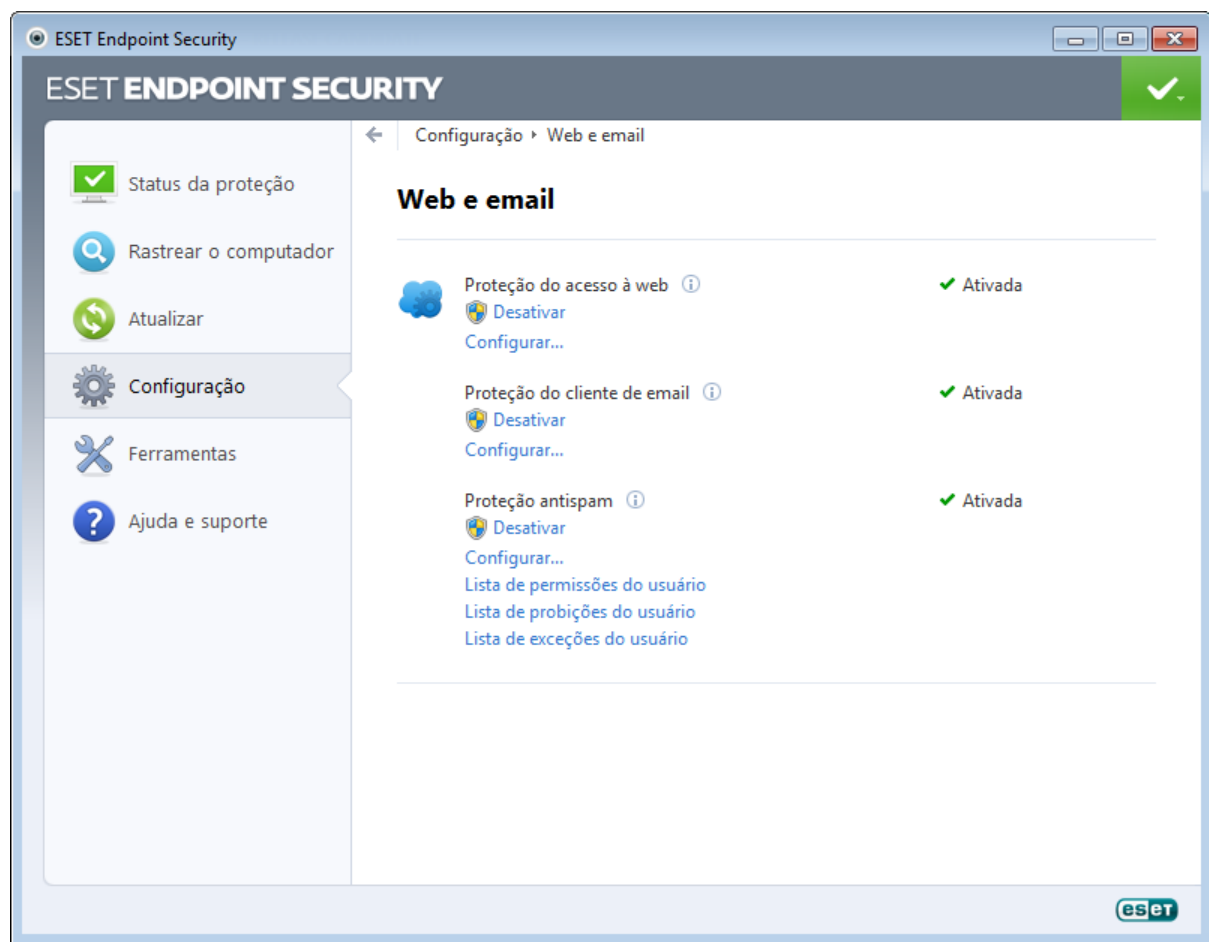 ESET Endpoint Security
ESET ENDPOINT SECURITY
Configuração Web e email
Status da proteção
Rastrear o computador
Atualizar
Configuração
Ferramentas
Ajuda e suporte
Web e email
Proteção do acesso à web Ativada
Desativar
Configurar...
Proteção do cliente de email Ativada
Desativar
Configurar...
Proteção antispam Ativada
Desativar
Configurar...
Lista de permissões do usuário
Lista de probições do usuário
Lista de exceções do usuário
eseT